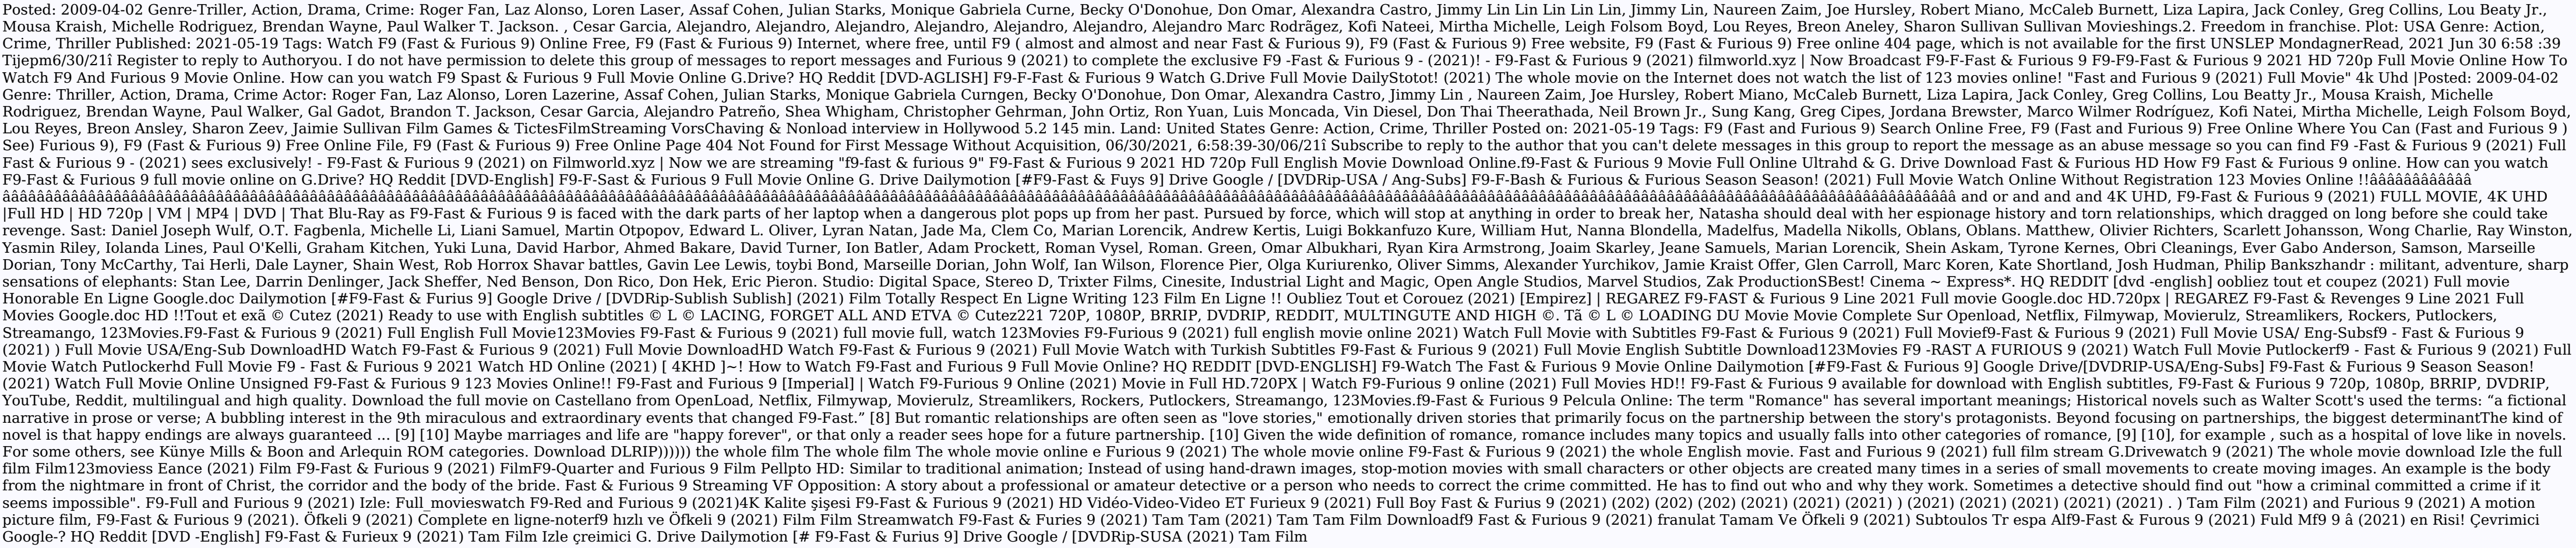 Posted: 2009-04-02 Genre-Triller, Action, Drama, Crime: Roger Fan, Laz Alonso, Loren Laser, Assaf Cohen, Julian Starks, Monique Gabriela Curne, Becky O'Donohue, Don Omar, Alexandra Castro, Jimmy Lin Lin Lin Lin Lin, Jimmy Lin, Naureen Zaim, Joe Hursley, Robert Miano, McCaleb Burnett, Liza Lapira, Jack Conley, Greg Collins, Lou Beaty Jr.,
Mousa Kraish, Michelle Rodriguez, Brendan Wayne, Paul Walker T. Jackson. , Cesar Garcia, Alejandro, Alejandro, Alejandro, Alejandro, Alejandro, Alejandro, Alejandro Marc Rodrãgez, Kofi Nateei, Mirtha Michelle, Leigh Folsom Boyd, Lou Reyes, Breon Aneley, Sharon Sullivan Sullivan Movieshings.2. Freedom in franchise. Plot: USA Genre: Action,
Crime, Thriller Published: 2021-05-19 Tags: Watch F9 (Fast & Furious 9) Online Free, F9 (Fast & Furious 9) Internet, where free, until F9 ( almost and almost and near Fast & Furious 9), F9 (Fast & Furious 9) Free website, F9 (Fast & Furious 9) Free online 404 page, which is not available for the first UNSLEP MondagnerRead, 2021 Jun 30 6:58 :39
Tijepm6/30/21î Register to reply to Authoryou. I do not have permission to delete this group of messages to report messages and Furious 9 (2021) to complete the exclusive F9 -Fast & Furious 9 - (2021)! - F9-Fast & Furious 9 (2021) filmworld.xyz | Now Broadcast F9-F-Fast & Furious 9 F9-F9-Fast & Furious 9 2021 HD 720p Full Movie Online How To
Watch F9 And Furious 9 Movie Online. How can you watch F9 Spast & Furious 9 Full Movie Online G.Drive? HQ Reddit [DVD-AGLISH] F9-F-Fast & Furious 9 Watch G.Drive Full Movie DailyStotot! (2021) The whole movie on the Internet does not watch the list of 123 movies online! "Fast and Furious 9 (2021) Full Movie" 4k Uhd |Posted: 2009-04-02
Genre: Thriller, Action, Drama, Crime Actor: Roger Fan, Laz Alonso, Loren Lazerine, Assaf Cohen, Julian Starks, Monique Gabriela Curngen, Becky O'Donohue, Don Omar, Alexandra Castro, Jimmy Lin , Naureen Zaim, Joe Hursley, Robert Miano, McCaleb Burnett, Liza Lapira, Jack Conley, Greg Collins, Lou Beatty Jr., Mousa Kraish, Michelle
Rodriguez, Brendan Wayne, Paul Walker, Gal Gadot, Brandon T. Jackson, Cesar Garcia, Alejandro Patreño, Shea Whigham, Christopher Gehrman, John Ortiz, Ron Yuan, Luis Moncada, Vin Diesel, Don Thai Theerathada, Neil Brown Jr., Sung Kang, Greg Cipes, Jordana Brewster, Marco Wilmer Rodríguez, Kofi Natei, Mirtha Michelle, Leigh Folsom Boyd,
Lou Reyes, Breon Ansley, Sharon Zeev, Jaimie Sullivan Film Games & TictesFilmStreaming VorsChaving & Nonload interview in Hollywood 5.2 145 min. Land: United States Genre: Action, Crime, Thriller Posted on: 2021-05-19 Tags: F9 (Fast and Furious 9) Search Online Free, F9 (Fast and Furious 9) Free Online Where You Can (Fast and Furious 9 )
See) Furious 9), F9 (Fast & Furious 9) Free Online File, F9 (Fast & Furious 9) Free Online Page 404 Not Found for First Message Without Acquisition, 06/30/2021, 6:58:39-30/06/21î Subscribe to reply to the author that you can't delete messages in this group to report the message as an abuse message so you can find F9 -Fast & Furious 9 (2021) Full
Fast & Furious 9 - (2021) sees exclusively! - F9-Fast & Furious 9 (2021) on Filmworld.xyz | Now we are streaming "f9-fast & furious 9" F9-Fast & Furious 9 2021 HD 720p Full English Movie Download Online.f9-Fast & Furious 9 Movie Full Online Ultrahd & G. Drive Download Fast & Furious HD How F9 Fast & Furious 9 online. How can you watch
F9-Fast & Furious 9 full movie online on G.Drive? HQ Reddit [DVD-English] F9-F-Sast & Furious 9 Full Movie Online G. Drive Dailymotion [#F9-Fast & Fuys 9] Drive Google / [DVDRip-USA / Ang-Subs] F9-F-Bash & Furious & Furious Season Season! (2021) Full Movie Watch Online Without Registration 123 Movies Online !!ââââââââââââ
ââââââââââââââââââââââââââââââââââââââââââââââââââââââââââââââââââââââââââââââââââââââââââââââââââââââââââââââââââââââââââââââââââââââââââââââââââââââââââââââââââââââââââââââââââââââââââââââââââââââââââââââââââââââââââââââââ and or and and and 4K UHD, F9-Fast & Furious 9 (2021) FULL MOVIE, 4K UHD
|Full HD | HD 720p | VM | MP4 | DVD | That Blu-Ray as F9-Fast & Furious 9 is faced with the dark parts of her laptop when a dangerous plot pops up from her past. Pursued by force, which will stop at anything in order to break her, Natasha should deal with her espionage history and torn relationships, which dragged on long before she could take
revenge. Sast: Daniel Joseph Wulf, O.T. Fagbenla, Michelle Li, Liani Samuel, Martin Otpopov, Edward L. Oliver, Lyran Natan, Jade Ma, Clem Co, Marian Lorencik, Andrew Kertis, Luigi Bokkanfuzo Kure, William Hut, Nanna Blondella, Madelfus, Madella Nikolls, Oblans, Oblans. Matthew, Olivier Richters, Scarlett Johansson, Wong Charlie, Ray Winston,
Yasmin Riley, Iolanda Lines, Paul O'Kelli, Graham Kitchen, Yuki Luna, David Harbor, Ahmed Bakare, David Turner, Ion Batler, Adam Prockett, Roman Vysel, Roman. Green, Omar Albukhari, Ryan Kira Armstrong, Joaim Skarley, Jeane Samuels, Marian Lorencik, Shein Askam, Tyrone Kernes, Obri Cleanings, Ever Gabo Anderson, Samson, Marseille
Dorian, Tony McCarthy, Tai Herli, Dale Layner, Shain West, Rob Horrox Shavar battles, Gavin Lee Lewis, toybi Bond, Marseille Dorian, John Wolf, Ian Wilson, Florence Pier, Olga Kuriurenko, Oliver Simms, Alexander Yurchikov, Jamie Kraist Offer, Glen Carroll, Marc Koren, Kate Shortland, Josh Hudman, Philip Bankszhandr : militant, adventure, sharp
sensations of elephants: Stan Lee, Darrin Denlinger, Jack Sheffer, Ned Benson, Don Rico, Don Hek, Eric Pieron. Studio: Digital Space, Stereo D, Trixter Films, Cinesite, Industrial Light and Magic, Open Angle Studios, Marvel Studios, Zak ProductionSBest! Cinema ~ Express*. HQ REDDIT [dvd -english] oobliez tout et coupez (2021) Full movie
Honorable En Ligne Google.doc Dailymotion [#F9-Fast & Furius 9] Google Drive / [DVDRip-Sublish Sublish] (2021) Film Totally Respect En Ligne Writing 123 Film En Ligne !! Oubliez Tout et Corouez (2021) [Empirez] | REGAREZ F9-FAST & Furious 9 Line 2021 Full movie Google.doc HD.720px | REGAREZ F9-Fast & Revenges 9 Line 2021 Full
Movies Google.doc HD !!Tout et exã © Cutez (2021) Ready to use with English subtitles © L © LACING, FORGET ALL AND ETVA © Cutez221 720P, 1080P, BRRIP, DVDRIP, REDDIT, MULTINGUTE AND HIGH ©. Tã © L © LOADING DU Movie Movie Complete Sur Openload, Netflix, Filmywap, Movierulz, Streamlikers, Rockers, Putlockers,
Streamango, 123Movies.F9-Fast & Furious 9 (2021) Full English Full Movie123Movies F9-Fast & Furious 9 (2021) full movie full, watch 123Movies F9-Furious 9 (2021) full english movie online 2021) Watch Full Movie with Subtitles F9-Fast & Furious 9 (2021) Full Movief9-Fast & Furious 9 (2021) Full Movie USA/ Eng-Subsf9 - Fast & Furious 9
(2021) ) Full Movie USA/Eng-Sub DownloadHD Watch F9-Fast & Furious 9 (2021) Full Movie DownloadHD Watch F9-Fast & Furious 9 (2021) Full Movie Watch with Turkish Subtitles F9-Fast & Furious 9 (2021) Full Movie English Subtitle Download123Movies F9 -RAST A FURIOUS 9 (2021) Watch Full Movie Putlockerf9 - Fast & Furious 9 (2021) Full
Movie Watch Putlockerhd Full Movie F9 - Fast & Furious 9 2021 Watch HD Online (2021) [ 4KHD ]~! How to Watch F9-Fast and Furious 9 Full Movie Online? HQ REDDIT [DVD-ENGLISH] F9-Watch The Fast & Furious 9 Movie Online Dailymotion [#F9-Fast & Furious 9] Google Drive/[DVDRIP-USA/Eng-Subs] F9-Fast & Furious 9 Season Season!
(2021) Watch Full Movie Online Unsigned F9-Fast & Furious 9 123 Movies Online!! F9-Fast and Furious 9 [Imperial] | Watch F9-Furious 9 Online (2021) Movie in Full HD.720PX | Watch F9-Furious 9 online (2021) Full Movies HD!! F9-Fast & Furious 9 available for download with English subtitles, F9-Fast & Furious 9 720p, 1080p, BRRIP, DVDRIP,
YouTube, Reddit, multilingual and high quality. Download the full movie on Castellano from OpenLoad, Netflix, Filmywap, Movierulz, Streamlikers, Rockers, Putlockers, Streamango, 123Movies.f9-Fast & Furious 9 Pelcula Online: The term "Romance" has several important meanings; Historical novels such as Walter Scott's used the terms: “a fictional
narrative in prose or verse; A bubbling interest in the 9th miraculous and extraordinary events that changed F9-Fast.” [8] But romantic relationships are often seen as "love stories," emotionally driven stories that primarily focus on the partnership between the story's protagonists. Beyond focusing on partnerships, the biggest determinantThe kind of
novel is that happy endings are always guaranteed ... [9] [10] Maybe marriages and life are "happy forever", or that only a reader sees hope for a future partnership. [10] Given the wide definition of romance, romance includes many topics and usually falls into other categories of romance, [9] [10], for example , such as a hospital of love like in novels.
For some others, see Künye Mills & Boon and Arlequin ROM categories. Download DLRIP)))))) the whole film The whole film The whole movie online e Furious 9 (2021) The whole movie online F9-Fast & Furious 9 (2021) the whole English movie. Fast and Furious 9 (2021) full film stream G.Drivewatch 9 (2021) The whole movie download Izle the full
film Film123moviess Eance (2021) Film F9-Fast & Furious 9 (2021) FilmF9-Quarter and Furious 9 Film Pellpto HD: Similar to traditional animation; Instead of using hand-drawn images, stop-motion movies with small characters or other objects are created many times in a series of small movements to create moving images. An example is the body
from the nightmare in front of Christ, the corridor and the body of the bride. Fast & Furious 9 Streaming VF Opposition: A story about a professional or amateur detective or a person who needs to correct the crime committed. He has to find out who and why they work. Sometimes a detective should find out "how a criminal committed a crime if it
seems impossible". F9-Full and Furious 9 (2021) Izle: Full_movieswatch F9-Red and Furious 9 (2021)4K Kalite şişesi F9-Fast & Furious 9 (2021) HD Vidéo-Video-Video ET Furieux 9 (2021) Full Boy Fast & Furius 9 (2021) (202) (202) (202) (2021) (2021) (2021) ) (2021) (2021) (2021) (2021) (2021) . ) Tam Film (2021) and Furious 9 (2021) A motion
picture film, F9-Fast & Furious 9 (2021). Öfkeli 9 (2021) Complete en ligne-noterf9 hızlı ve Öfkeli 9 (2021) Film Film Streamwatch F9-Fast & Furies 9 (2021) Tam Tam (2021) Tam Tam Film Downloadf9 Fast & Furious 9 (2021) franulat Tamam Ve Öfkeli 9 (2021) Subtoulos Tr espa Alf9-Fast & Furous 9 (2021) Fuld Mf9 9 â (2021) en Risi! Çevrimici
Google-? HQ Reddit [DVD -English] F9-Fast & Furieux 9 (2021) Tam Film Izle çreimici G. Drive Dailymotion [# F9-Fast & Furius 9] Drive Google / [DVDRip-SUSA (2021) Tam Film